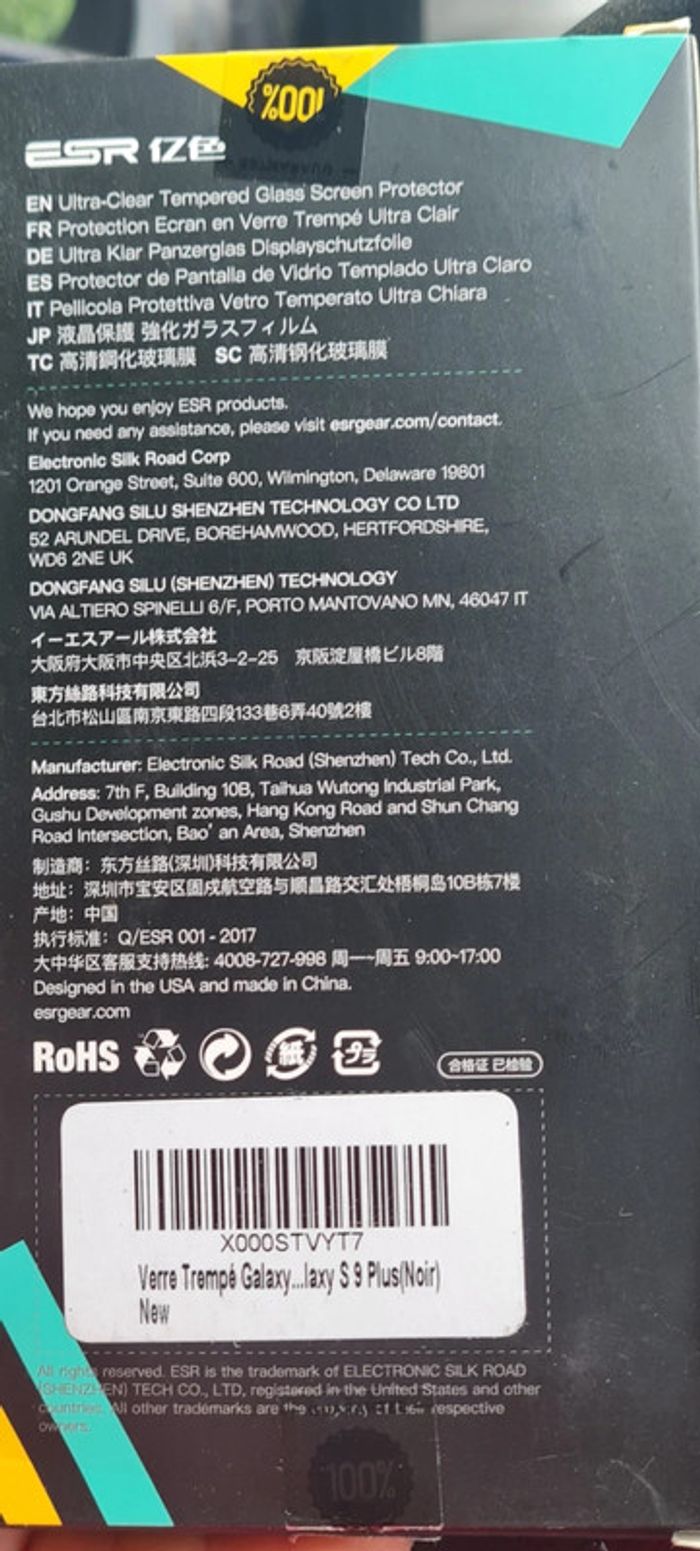 100%
ESR 亿色
EN Ultra-Clear Tempered Glass Screen Protector
FR Protection Ecran en Verre Trempé Ultra Clair
DE Ultra Klar Panzerglas Displayschutzfolie
ES Protector de Pantalla de Vidrio Templado Ultra Claro
IT Pellicola Protettiva Vetro Temperato Ultra Chiara
JP 液晶保護 強化ガラスフィルム
TC 高清鋼化玻璃膜 SC 高清钢化玻璃膜
We hope you enjoy ESR products.
If you need any assistance, please visit esrgear.com/contact.
Electronic Silk Road Corp
1201 Orange Street, Suite 600, Wilmington, Delaware 19801
DONGFANG SILU SHENZHEN TECHNOLOGY CO LTD
52 ARUNDEL DRIVE, BOREHAMWOOD, HERTFORDSHIRE,
WD6 2NE UK
DONGFANG SILU (SHENZHEN) TECHNOLOGY
VIA ALTIERO SPINELLI 6/F, PORTO MANTOVANO MN, 46047 IT
イーエスアール株式会社
大阪府大阪市中央区北浜3-2-25 京阪淀屋橋ビル8階
東方絲路科技有限公司
台北市松山區南京東路四段133巷6弄40號2樓
Manufacturer: Electronic Silk Road (Shenzhen) Tech Co., Ltd.
Address: 7th F, Building 10B, Taihua Wutong Industrial Park,
Gushu Development zones, Hang Kong Road and Shun Chang
Road Intersection, Bao' an Area, Shenzhen
制造商: 东方丝路(深圳)科技有限公司
地址: 深圳市宝安区固戍航空路与顺昌路交汇处梧桐岛10B栋7楼
产地: 中国
执行标准: Q/ESR 001 - 2017
大中华区客服支持热线: 4008-727-998 周一~周五 9:00~17:00
Designed in the USA and made in China.
esrgear.com
RoHS 紙 プラ 合格证 已检验
X000STVYT7
Verre Trempé Galaxy...laxy S 9 Plus(Noir)
New
All rights reserved. ESR is the trademark of ELECTRONIC SILK ROAD
(SHENZHEN) TECH CO., LTD, registered in the United States and other
countries. All other trademarks are the property of their respective
owners.
100%